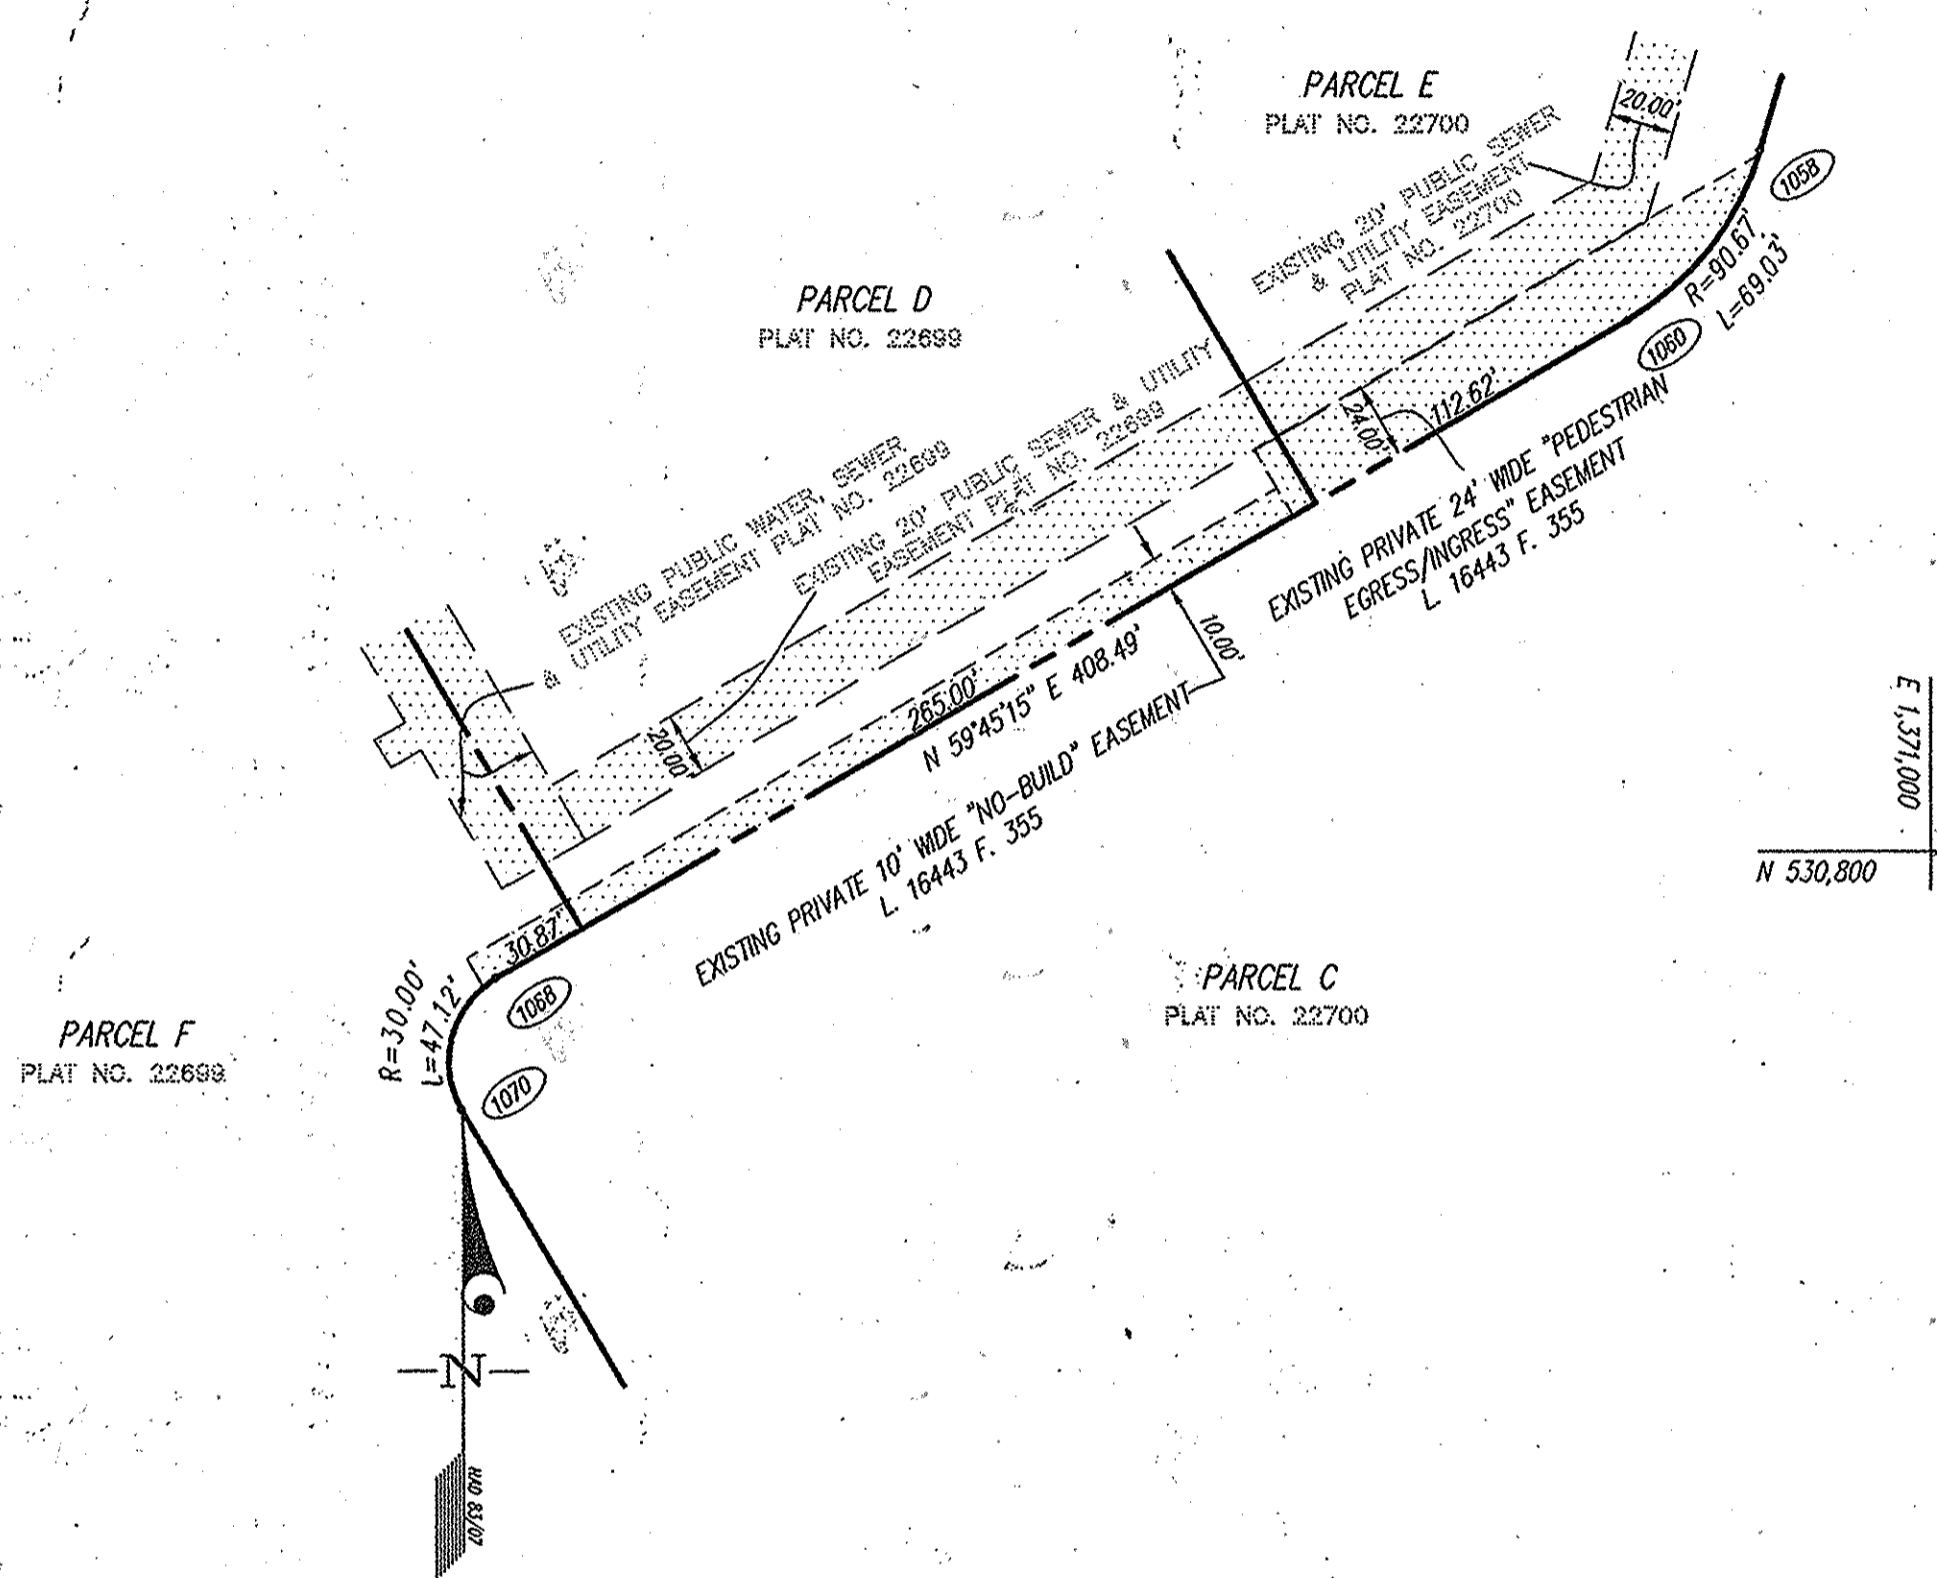 PARCEL E
PLAT NO. 22700
20.00'
EXISTING 20' PUBLIC SEWER
& UTILITY EASEMENT
PLAT NO. 22700
1058
R=90.67'
L=69.03'
1060
PARCEL D
PLAT NO. 22699
112.62'
24.00'
EXISTING PRIVATE 24' WIDE "PEDESTRIAN
EGRESS/INGRESS" EASEMENT
L. 16443 F. 355
EXISTING PUBLIC WATER, SEWER
& UTILITY EASEMENT PLAT NO. 22699
EXISTING 20' PUBLIC SEWER & UTILITY
EASEMENT PLAT NO. 22699
20.00'
265.00'
N 59°45'15" E 408.49'
10.00'
EXISTING PRIVATE 10' WIDE "NO-BUILD" EASEMENT
L. 16443 F. 355
E 1,371,000
N 530,800
30.87'
1068
R=30.00'
L=47.12'
1070
PARCEL F
PLAT NO. 22699
PARCEL C
PLAT NO. 22700
N
NAD 83/07